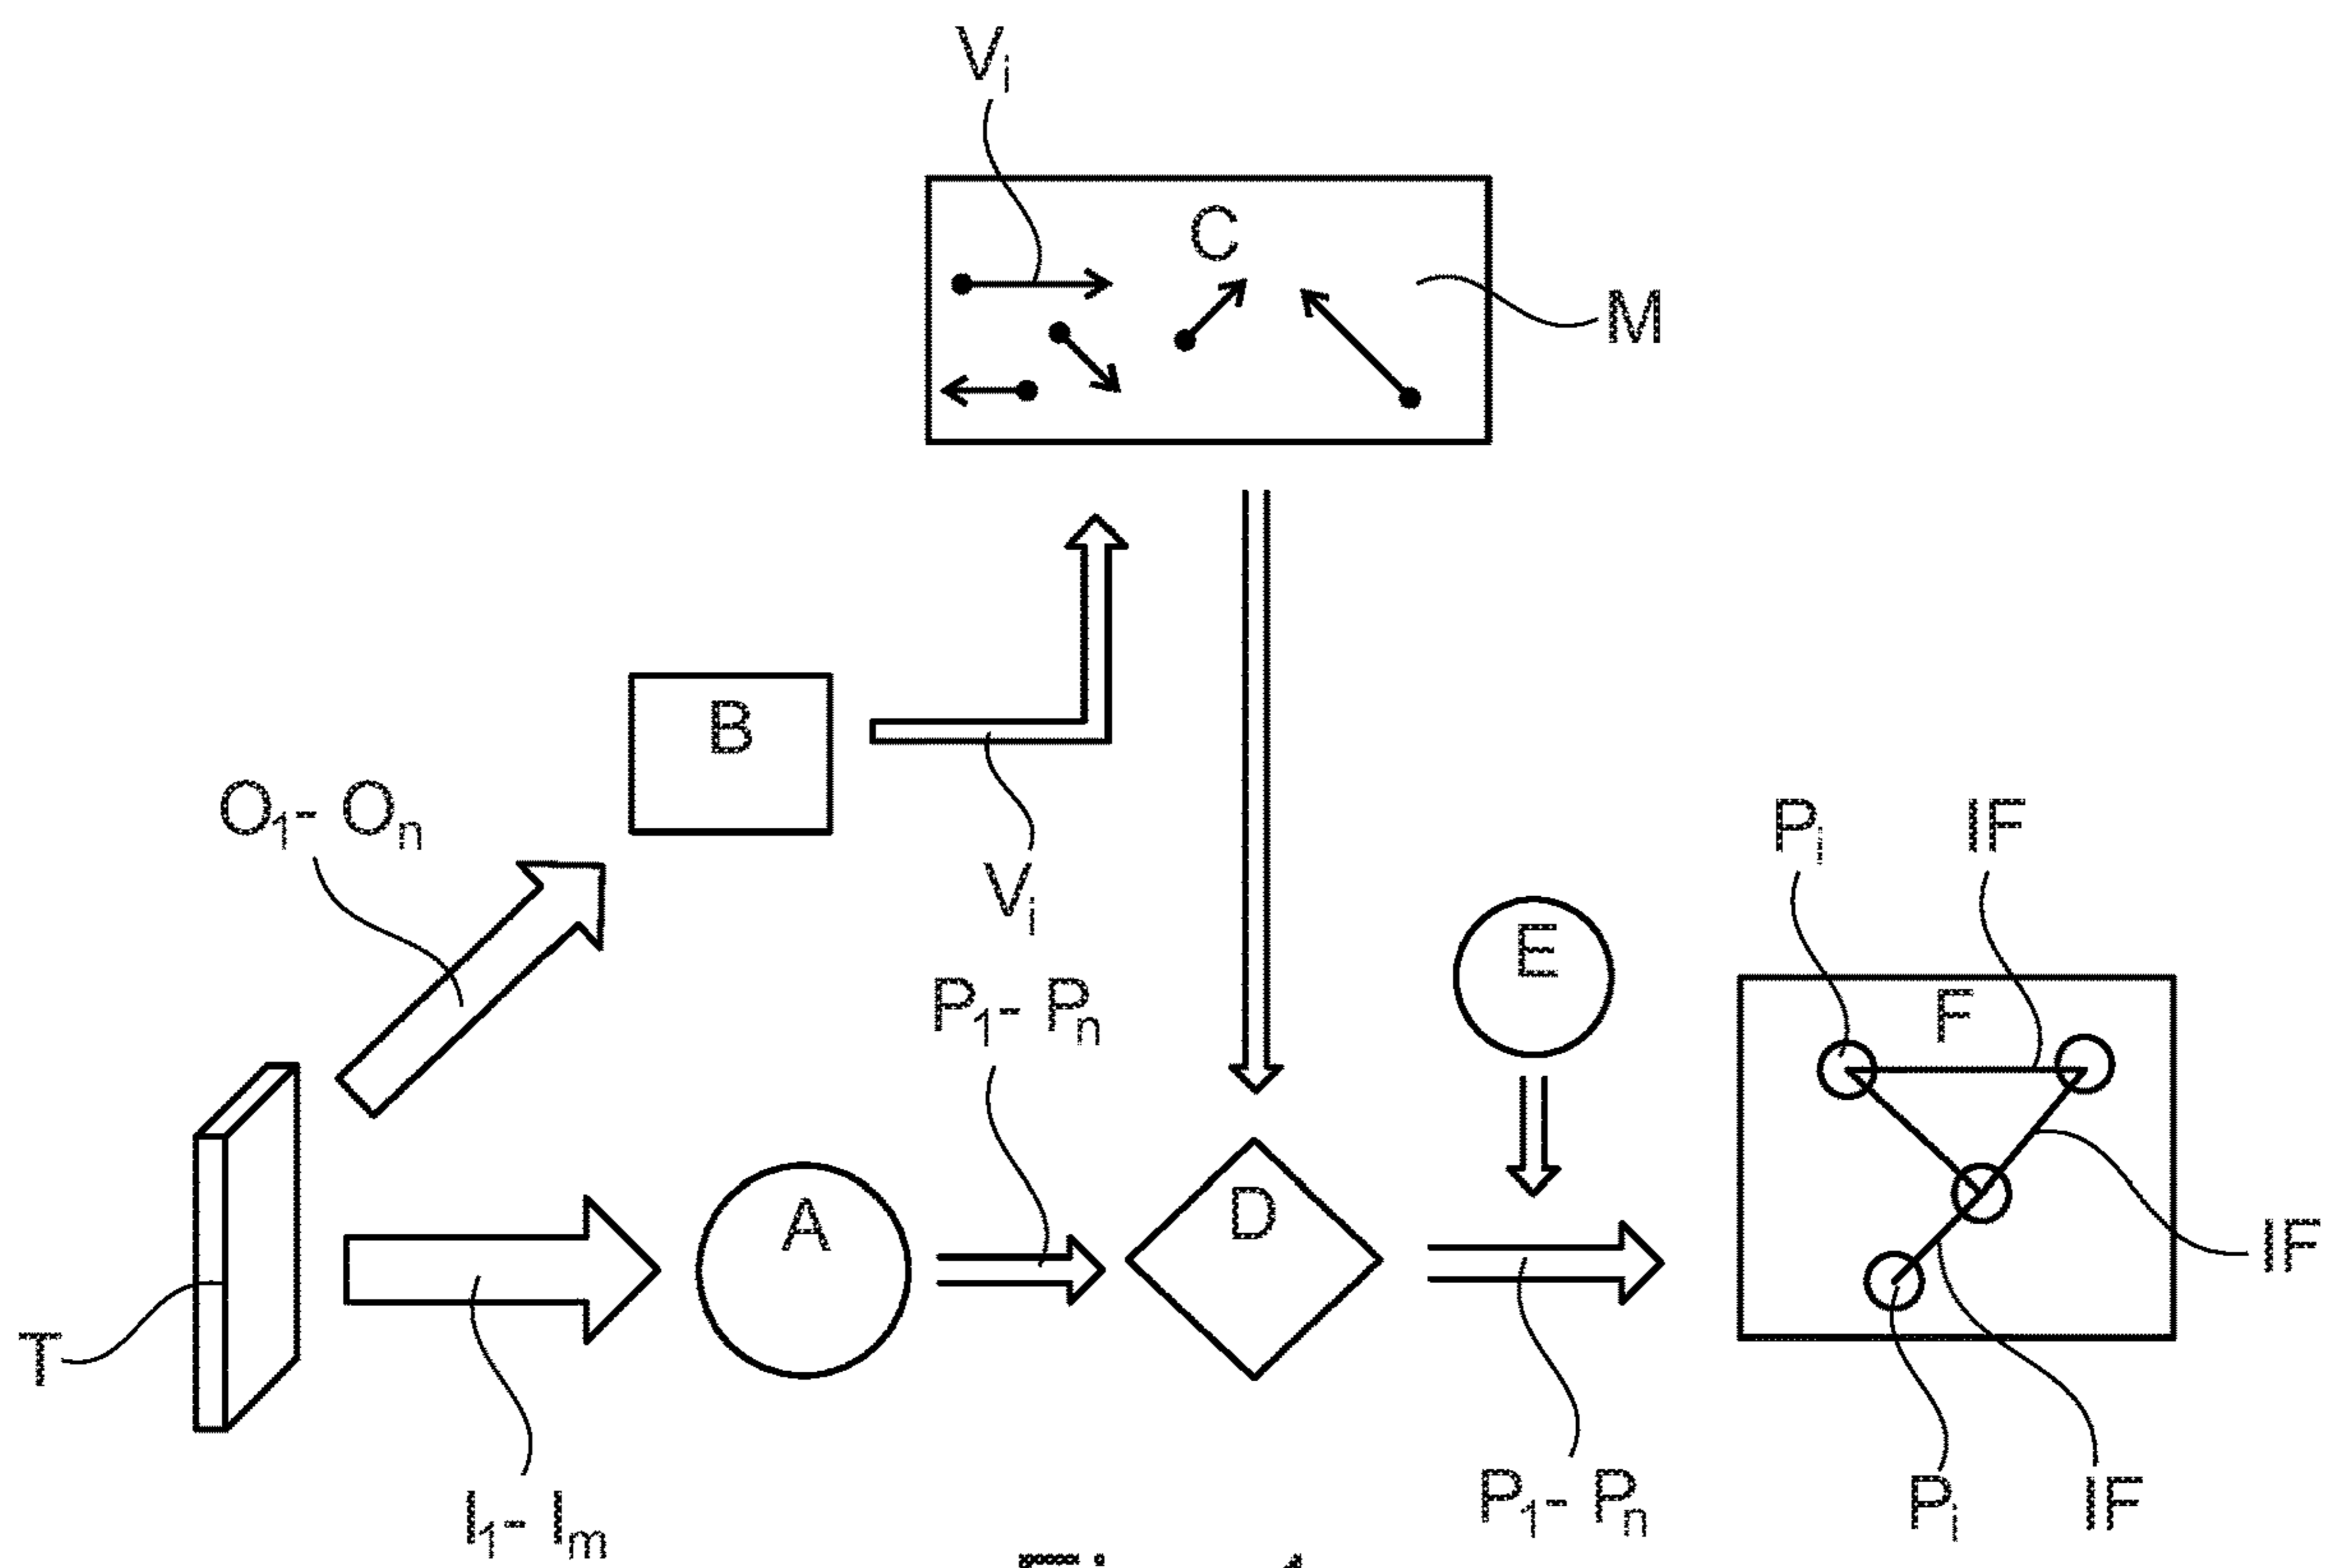 Vᵢ
C
M
B
O₁- Oₙ
Vᵢ
Pᵢ IF
E
P₁- Pₙ
F
A
D
IF
T
I₁- Iₘ
P₁- Pₙ
Pᵢ IF